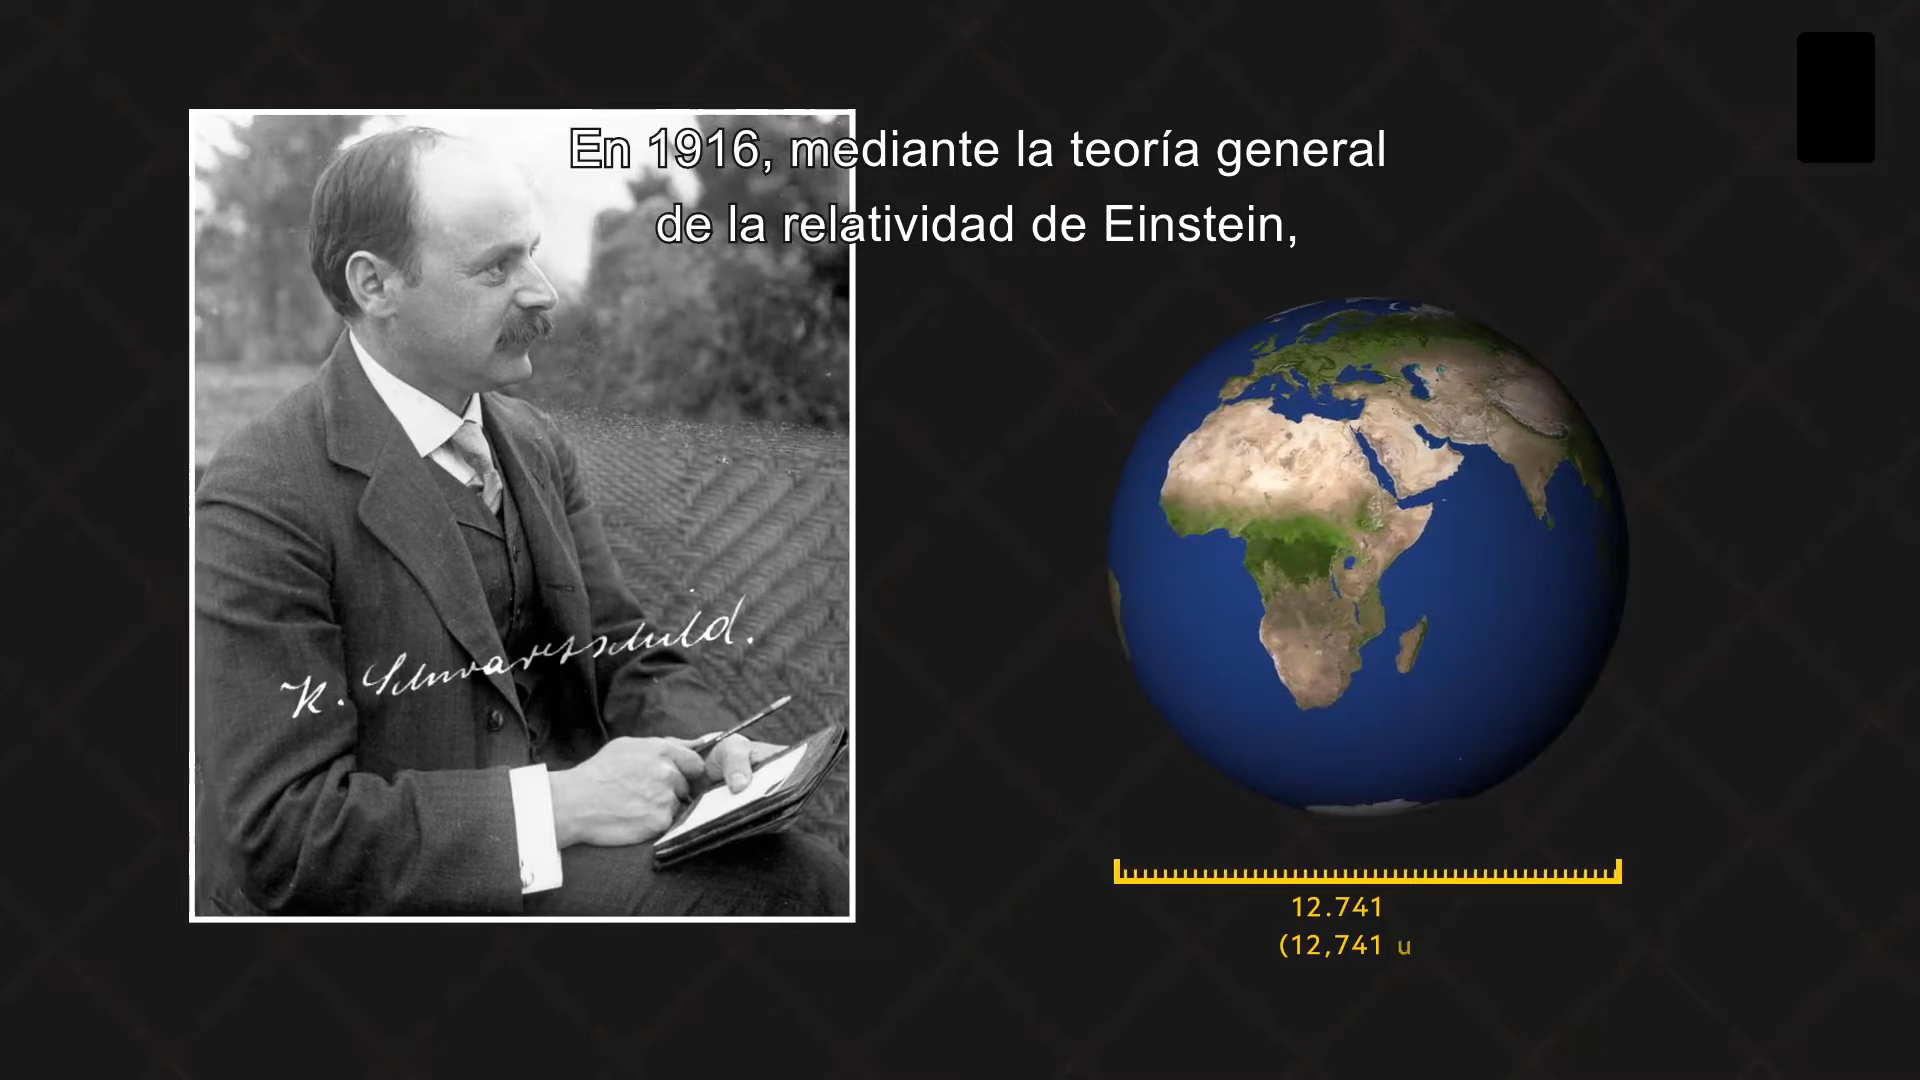 En 1916, mediante la teoría general
de la relatividad de Einstein,
K. Schwarzschild.
12.741
(12,741 u